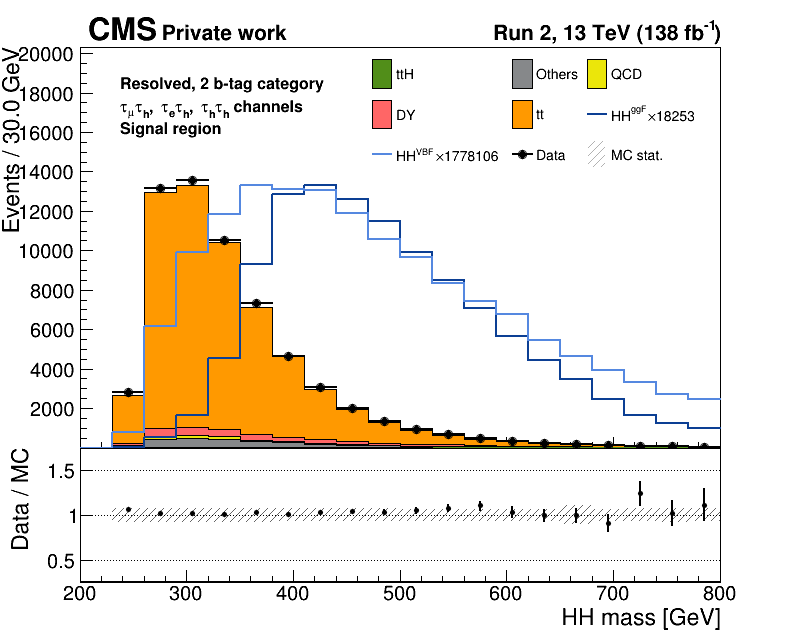 CMS Private work
Run 2, 13 TeV (138 fb⁻¹)
Events / 30.0 GeV
20000
18000
16000
14000
12000
10000
8000
6000
4000
2000
Resolved, 2 b-tag category
τμτh, τeτh, τhτh channels
Signal region
ttH
Others
QCD
DY
tt
HHggF×18253
HHVBF×1778106
Data
MC stat.
Data / MC
1.5
1
0.5
200 300 400 500 600 700 800
HH mass [GeV]